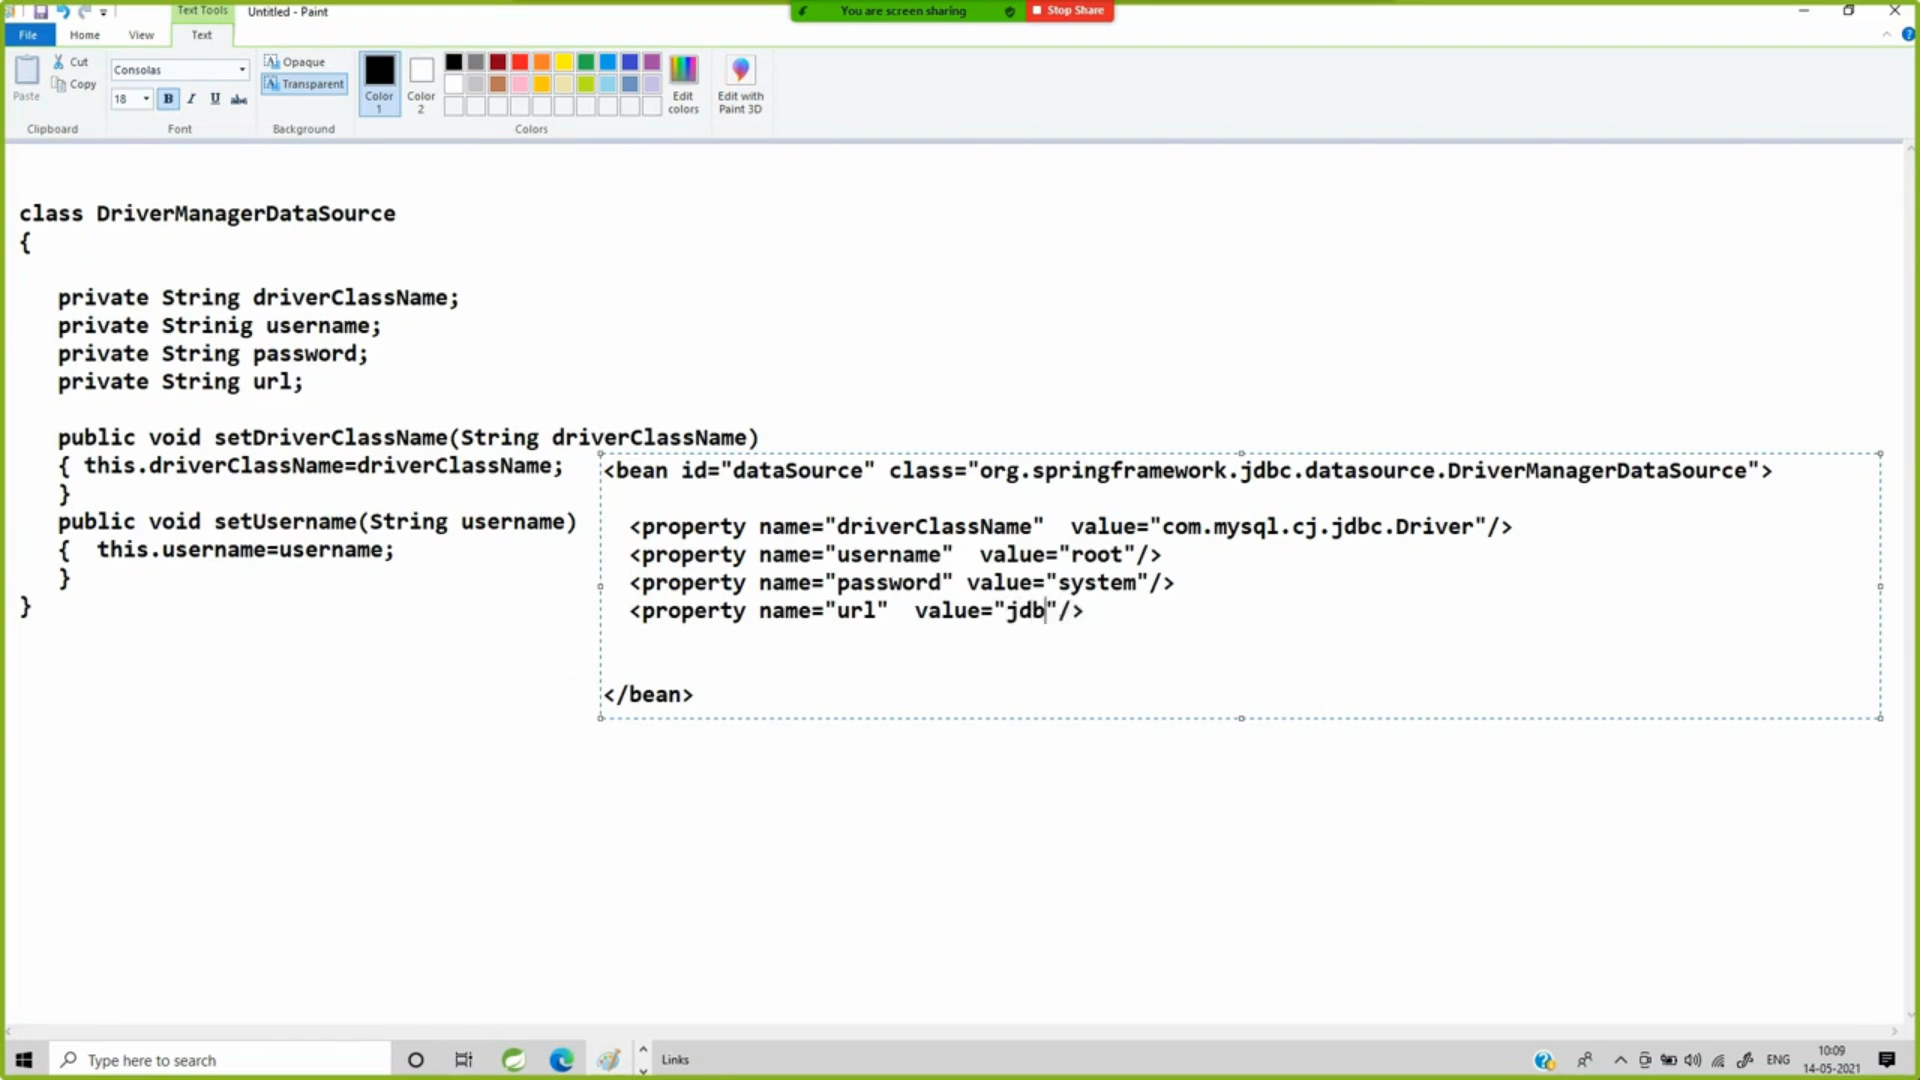 Text Tools
Untitled - Paint
You are screen sharing
Stop Share
File
Home
View
Text
Paste
Cut
Copy
Clipboard
Consolas
18
B
I
U
abc
Font
Opaque
Transparent
Background
Color 1
Color 2
Edit colors
Colors
Edit with Paint 3D
class DriverManagerDataSource
{
private String driverClassName;
private Strinig username;
private String password;
private String url;
public void setDriverClassName(String driverClassName)
{ this.driverClassName=driverClassName;
}
public void setUsername(String username)
{ this.username=username;
}
}
<bean id="dataSource" class="org.springframework.jdbc.datasource.DriverManagerDataSource">
<property name="driverClassName" value="com.mysql.cj.jdbc.Driver"/>
<property name="username" value="root"/>
<property name="password" value="system"/>
<property name="url" value="jdb"/>
</bean>
Type here to search
Links
ENG
10:09
14-05-2021